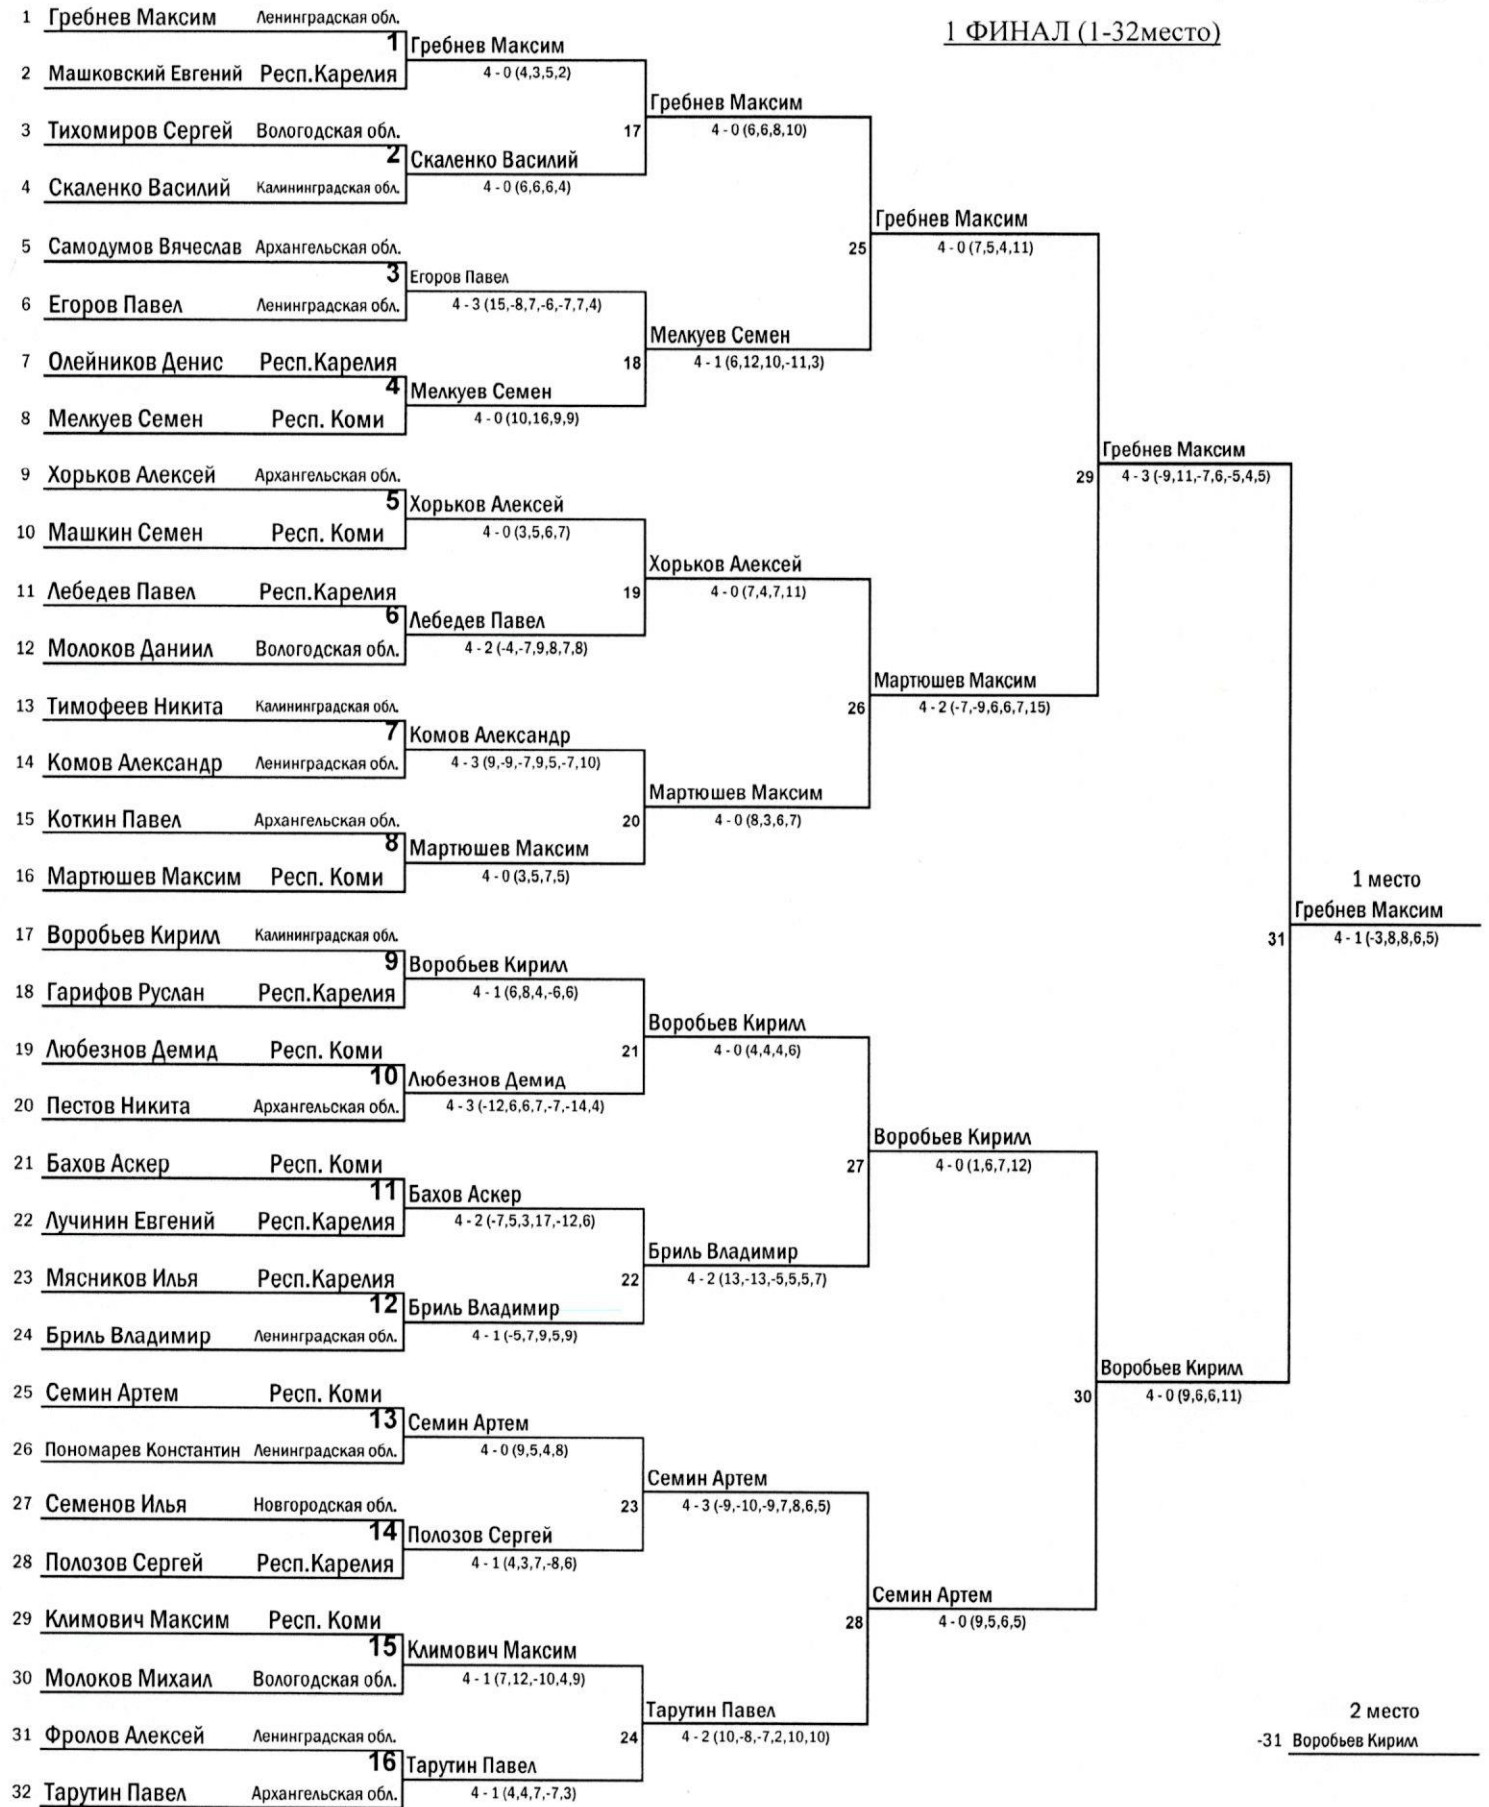 1 ФИНАЛ (1-32место)
1 Гребнев Максим Ленинградская обл.
1 Гребнев Максим
2 Машковский Евгений Респ.Карелия 4 - 0 (4,3,5,2)
Гребнев Максим
3 Тихомиров Сергей Вологодская обл. 17 4 - 0 (6,6,8,10)
2 Скаленко Василий
4 Скаленко Василий Калининградская обл. 4 - 0 (6,6,6,4)
Гребнев Максим
5 Самодумов Вячеслав Архангельская обл. 25 4 - 0 (7,5,4,11)
3 Егоров Павел
6 Егоров Павел Ленинградская обл. 4 - 3 (15,-8,7,-6,-7,7,4)
Мелкуев Семен
7 Олейников Денис Респ.Карелия 18 4 - 1 (6,12,10,-11,3)
4 Мелкуев Семен
8 Мелкуев Семен Респ. Коми 4 - 0 (10,16,9,9)
Гребнев Максим
9 Хорьков Алексей Архангельская обл. 29 4 - 3 (-9,11,-7,6,-5,4,5)
5 Хорьков Алексей
10 Машкин Семен Респ. Коми 4 - 0 (3,5,6,7)
Хорьков Алексей
11 Лебедев Павел Респ.Карелия 19 4 - 0 (7,4,7,11)
6 Лебедев Павел
12 Молоков Даниил Вологодская обл. 4 - 2 (-4,-7,9,8,7,8)
Мартюшев Максим
13 Тимофеев Никита Калининградская обл. 26 4 - 2 (-7,-9,6,6,7,15)
7 Комов Александр
14 Комов Александр Ленинградская обл. 4 - 3 (9,-9,-7,9,5,-7,10)
Мартюшев Максим
15 Коткин Павел Архангельская обл. 20 4 - 0 (8,3,6,7)
8 Мартюшев Максим
16 Мартюшев Максим Респ. Коми 4 - 0 (3,5,7,5)
1 место
Гребнев Максим
17 Воробьев Кирилл Калининградская обл. 31 4 - 1 (-3,8,8,6,5)
9 Воробьев Кирилл
18 Гарифов Руслан Респ.Карелия 4 - 1 (6,8,4,-6,6)
Воробьев Кирилл
19 Любезнов Демид Респ. Коми 21 4 - 0 (4,4,4,6)
10 Любезнов Демид
20 Пестов Никита Архангельская обл. 4 - 3 (-12,6,6,7,-7,-14,4)
Воробьев Кирилл
21 Бахов Аскер Респ. Коми 27 4 - 0 (1,6,7,12)
11 Бахов Аскер
22 Лучинин Евгений Респ.Карелия 4 - 2 (-7,5,3,17,-12,6)
Бриль Владимир
23 Мясников Илья Респ.Карелия 22 4 - 2 (13,-13,-5,5,5,7)
12 Бриль Владимир
24 Бриль Владимир Ленинградская обл. 4 - 1 (-5,7,9,5,9)
Воробьев Кирилл
25 Семин Артем Респ. Коми 30 4 - 0 (9,6,6,11)
13 Семин Артем
26 Пономарев Константин Ленинградская обл. 4 - 0 (9,5,4,8)
Семин Артем
27 Семенов Илья Новгородская обл. 23 4 - 3 (-9,-10,-9,7,8,6,5)
14 Полозов Сергей
28 Полозов Сергей Респ.Карелия 4 - 1 (4,3,7,-8,6)
Семин Артем
29 Климович Максим Респ. Коми 28 4 - 0 (9,5,6,5)
15 Климович Максим
30 Молоков Михаил Вологодская обл. 4 - 1 (7,12,-10,4,9)
Тарутин Павел 2 место
31 Фролов Алексей Ленинградская обл. 24 4 - 2 (10,-8,-7,2,10,10) -31 Воробьев Кирилл
16 Тарутин Павел
32 Тарутин Павел Архангельская обл. 4 - 1 (4,4,7,-7,3)